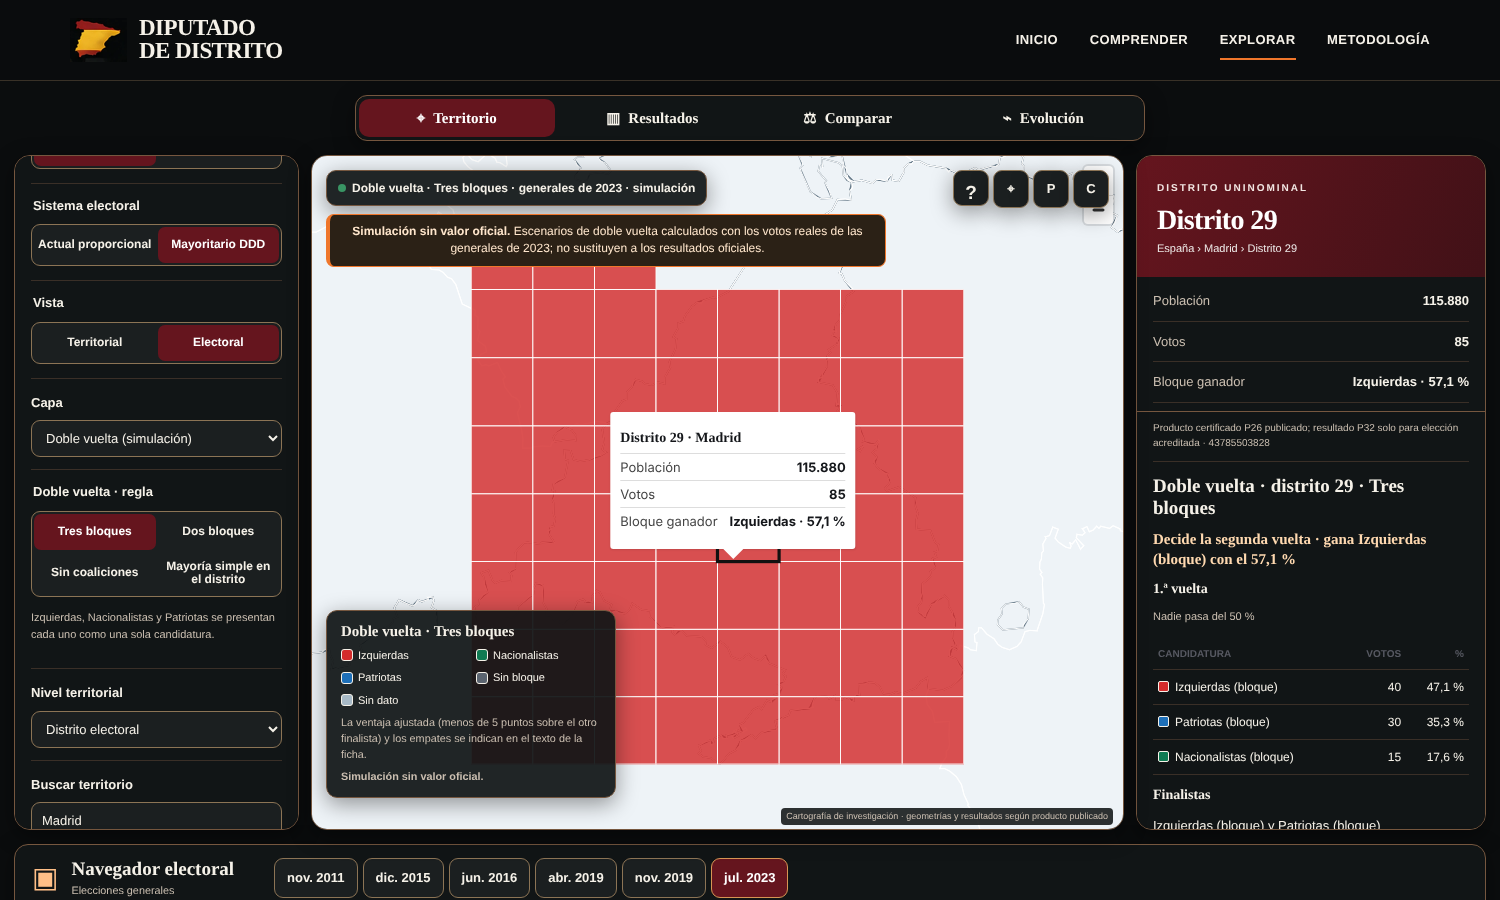 DIPUTADO
DE DISTRITO
INICIO
COMPRENDER
EXPLORAR
METODOLOGÍA
Territorio
Resultados
Comparar
Evolución
Sistema electoral
Actual proporcional
Mayoritario DDD
Vista
Territorial
Electoral
Capa
Doble vuelta (simulación)
Doble vuelta · regla
Tres bloques
Dos bloques
Sin coaliciones
Mayoría simple en
el distrito
Izquierdas, Nacionalistas y Patriotas se presentan
cada uno como una sola candidatura.
Nivel territorial
Distrito electoral
Buscar territorio
Madrid
Doble vuelta · Tres bloques · generales de 2023 · simulación
?
P
C
Simulación sin valor oficial. Escenarios de doble vuelta calculados con los votos reales de las
generales de 2023; no sustituyen a los resultados oficiales.
Distrito 29 · Madrid
Población 115.880
Votos 85
Bloque ganador Izquierdas · 57,1 %
Doble vuelta · Tres bloques
Izquierdas
Nacionalistas
Patriotas
Sin bloque
Sin dato
La ventaja ajustada (menos de 5 puntos sobre el otro
finalista) y los empates se indican en el texto de la
ficha.
Simulación sin valor oficial.
Cartografía de investigación · geometrías y resultados según producto publicado
DISTRITO UNINOMINAL
Distrito 29
España › Madrid › Distrito 29
Población 115.880
Votos 85
Bloque ganador Izquierdas · 57,1 %
Producto certificado P26 publicado; resultado P32 solo para elección
acreditada · 43785503828
Doble vuelta · distrito 29 · Tres
bloques
Decide la segunda vuelta · gana Izquierdas
(bloque) con el 57,1 %
1.ª vuelta
Nadie pasa del 50 %
CANDIDATURA VOTOS %
Izquierdas (bloque) 40 47,1 %
Patriotas (bloque) 30 35,3 %
Nacionalistas (bloque) 15 17,6 %
Finalistas
Izquierdas (bloque) y Patriotas (bloque)
Navegador electoral
Elecciones generales
nov. 2011
dic. 2015
jun. 2016
abr. 2019
nov. 2019
jul. 2023